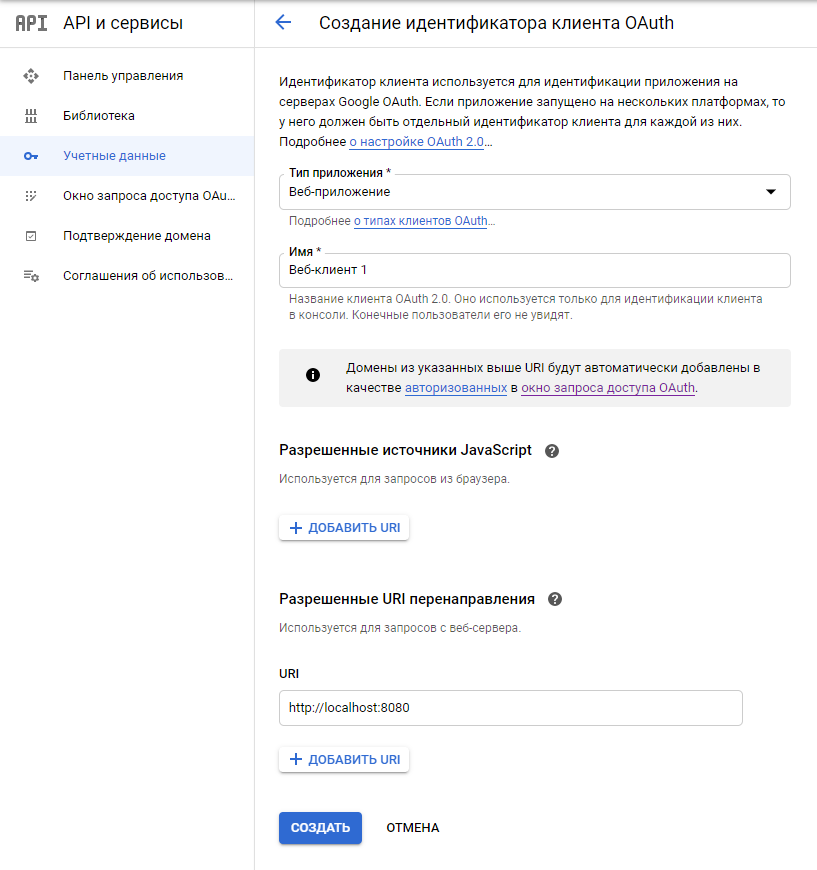 API API и сервисы
Панель управления
Библиотека
Учетные данные
Окно запроса доступа OAu...
Подтверждение домена
Соглашения об использов...
Создание идентификатора клиента OAuth
Идентификатор клиента используется для идентификации приложения на
серверах Google OAuth. Если приложение запущено на нескольких платформах, то
у него должен быть отдельный идентификатор клиента для каждой из них.
Подробнее о настройке OAuth 2.0...
Тип приложения *
Веб-приложение
Подробнее о типах клиентов OAuth...
Имя *
Веб-клиент 1
Название клиента OAuth 2.0. Оно используется только для идентификации клиента
в консоли. Конечные пользователи его не увидят.
Домены из указанных выше URI будут автоматически добавлены в
качестве авторизованных в окно запроса доступа OAuth.
Разрешенные источники JavaScript
Используется для запросов из браузера.
+ ДОБАВИТЬ URI
Разрешенные URI перенаправления
Используется для запросов с веб-сервера.
URI
http://localhost:8080
+ ДОБАВИТЬ URI
СОЗДАТЬ ОТМЕНА